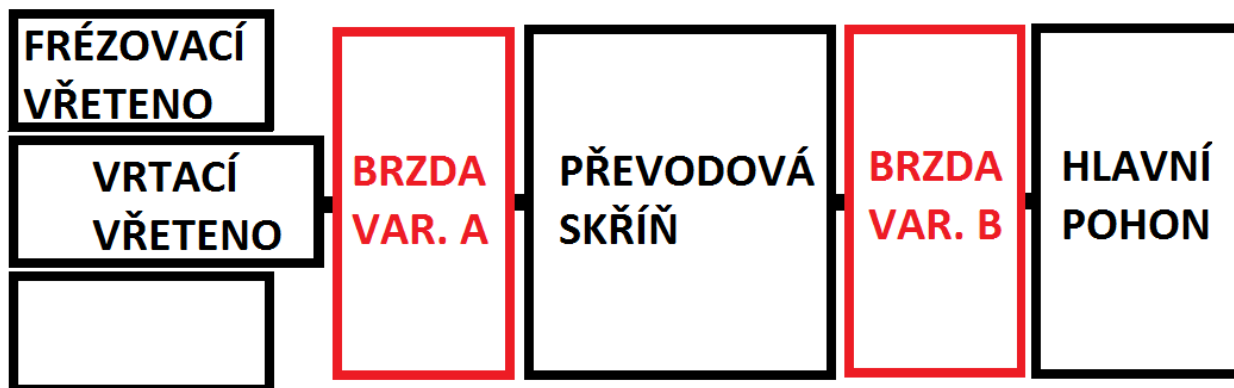 FRÉZOVACÍ
VŘETENO
VRTACÍ
VŘETENO
BRZDA
VAR. A
PŘEVODOVÁ
SKŘÍŇ
BRZDA
VAR. B
HLAVNÍ
POHON